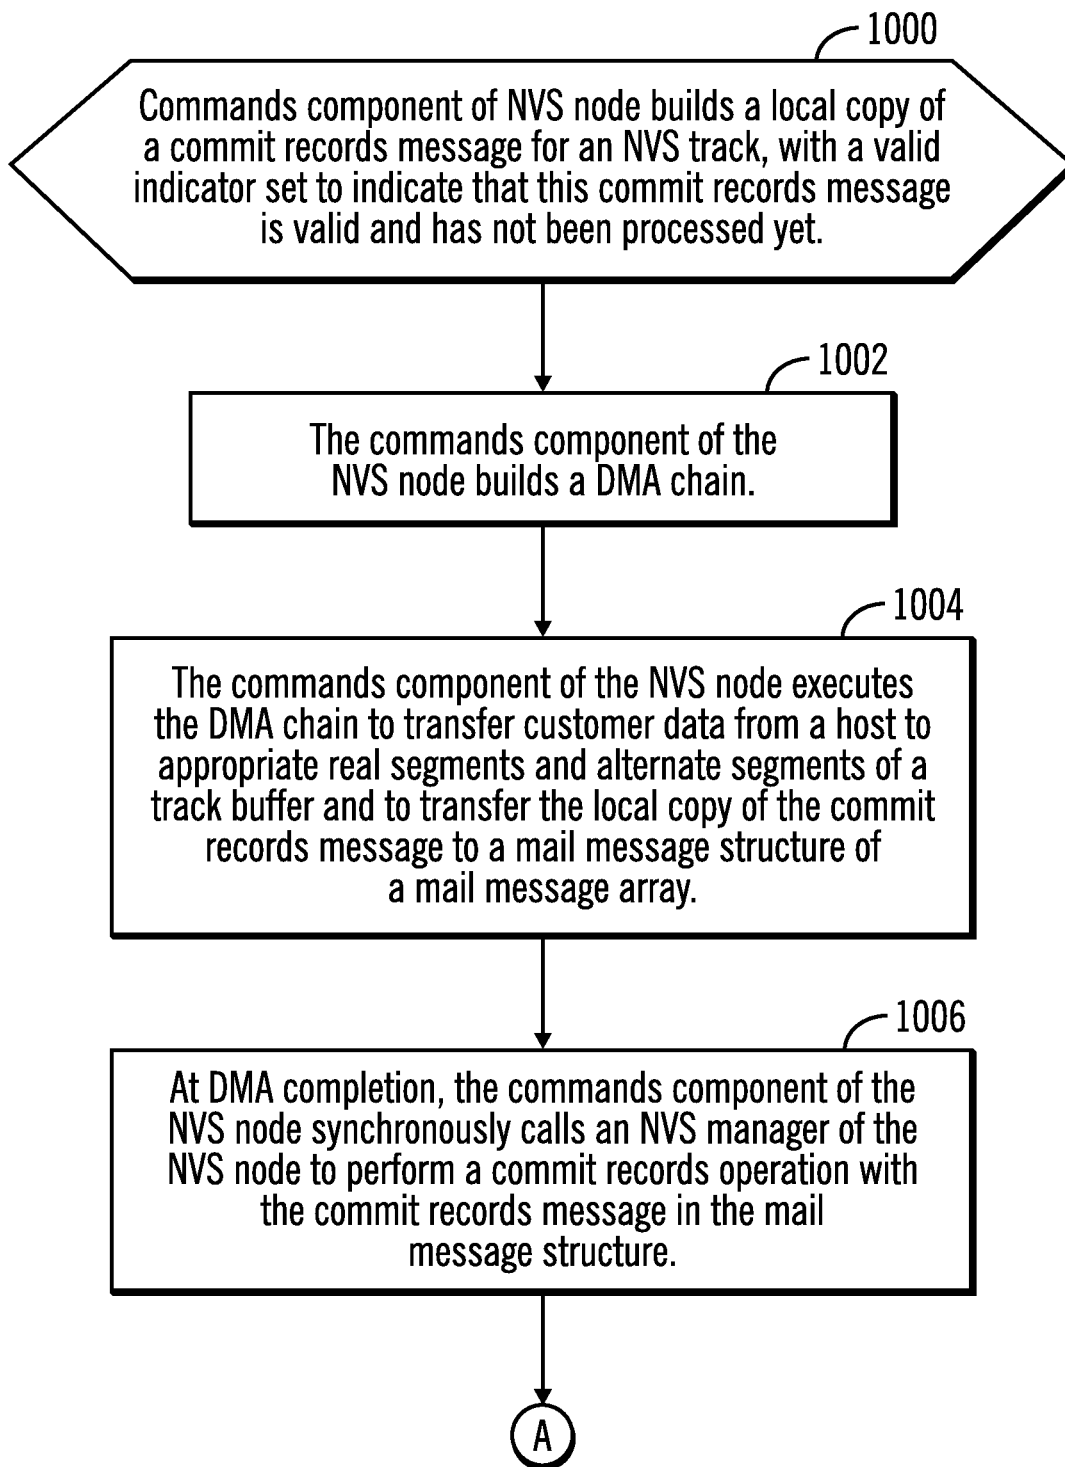 1000
Commands component of NVS node builds a local copy of
a commit records message for an NVS track, with a valid
indicator set to indicate that this commit records message
is valid and has not been processed yet.
1002
The commands component of the
NVS node builds a DMA chain.
1004
The commands component of the NVS node executes
the DMA chain to transfer customer data from a host to
appropriate real segments and alternate segments of a
track buffer and to transfer the local copy of the commit
records message to a mail message structure of
a mail message array.
1006
At DMA completion, the commands component of the
NVS node synchronously calls an NVS manager of the
NVS node to perform a commit records operation with
the commit records message in the mail
message structure.
A